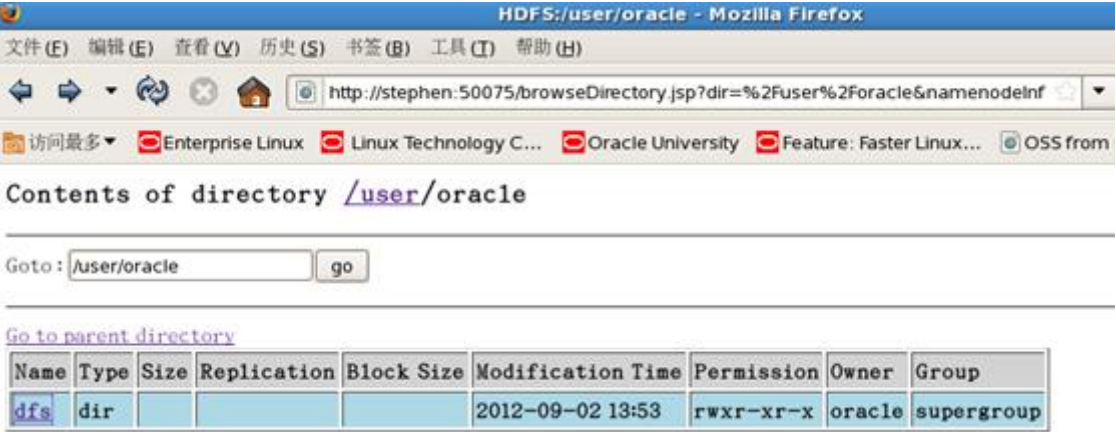 HDFS:/user/oracle - Mozilla Firefox
文件(F) 编辑(E) 查看(V) 历史(S) 书签(B) 工具(T) 帮助(H)
http://stephen:50075/browseDirectory.jsp?dir=%2Fuser%2Foracle&namenodeInf
访问最多 Enterprise Linux Linux Technology C... Oracle University Feature: Faster Linux... OSS from
Contents of directory /user/oracle
Goto: /user/oracle go
Go to parent directory
Name Type Size Replication Block Size Modification Time Permission Owner Group
dfs dir 2012-09-02 13:53 rwxr-xr-x oracle supergroup